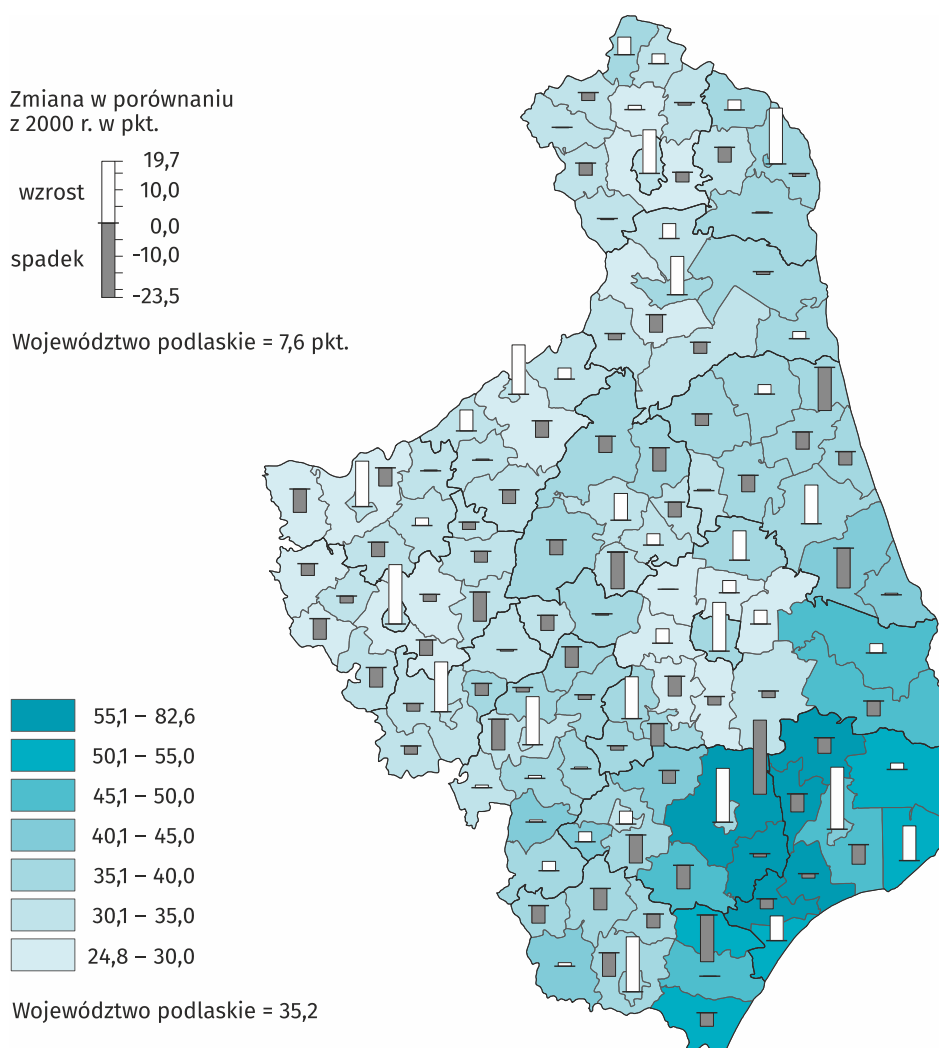 Zmiana w porównaniu
z 2000 r. w pkt.
19,7
wzrost
10,0
0,0
spadek
-10,0
-23,5
Województwo podlaskie = 7,6 pkt.
55,1 – 82,6
50,1 – 55,0
45,1 – 50,0
40,1 – 45,0
35,1 – 40,0
30,1 – 35,0
24,8 – 30,0
Województwo podlaskie = 35,2